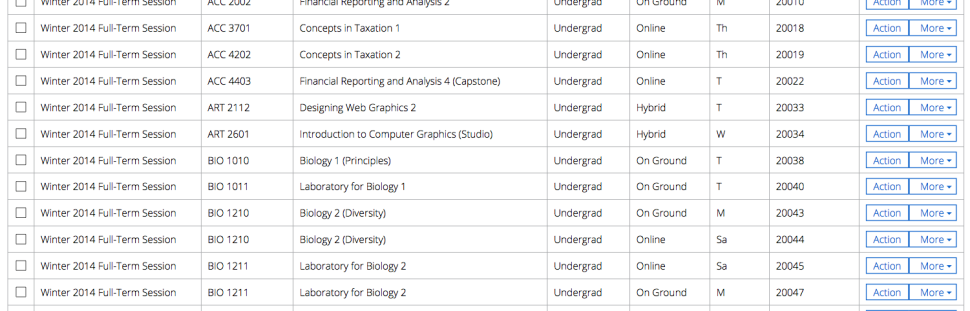 Winter 2014 Full-Term Session ACC 2002 Financial Reporting and Analysis 2 Undergrad On Ground M 20010 Action More
Winter 2014 Full-Term Session ACC 3701 Concepts in Taxation 1 Undergrad Online Th 20018 Action More
Winter 2014 Full-Term Session ACC 4202 Concepts in Taxation 2 Undergrad Online Th 20019 Action More
Winter 2014 Full-Term Session ACC 4403 Financial Reporting and Analysis 4 (Capstone) Undergrad Online T 20022 Action More
Winter 2014 Full-Term Session ART 2112 Designing Web Graphics 2 Undergrad Hybrid T 20033 Action More
Winter 2014 Full-Term Session ART 2601 Introduction to Computer Graphics (Studio) Undergrad Hybrid W 20034 Action More
Winter 2014 Full-Term Session BIO 1010 Biology 1 (Principles) Undergrad On Ground T 20038 Action More
Winter 2014 Full-Term Session BIO 1011 Laboratory for Biology 1 Undergrad On Ground T 20040 Action More
Winter 2014 Full-Term Session BIO 1210 Biology 2 (Diversity) Undergrad On Ground M 20043 Action More
Winter 2014 Full-Term Session BIO 1210 Biology 2 (Diversity) Undergrad Online Sa 20044 Action More
Winter 2014 Full-Term Session BIO 1211 Laboratory for Biology 2 Undergrad Online Sa 20045 Action More
Winter 2014 Full-Term Session BIO 1211 Laboratory for Biology 2 Undergrad On Ground M 20047 Action More